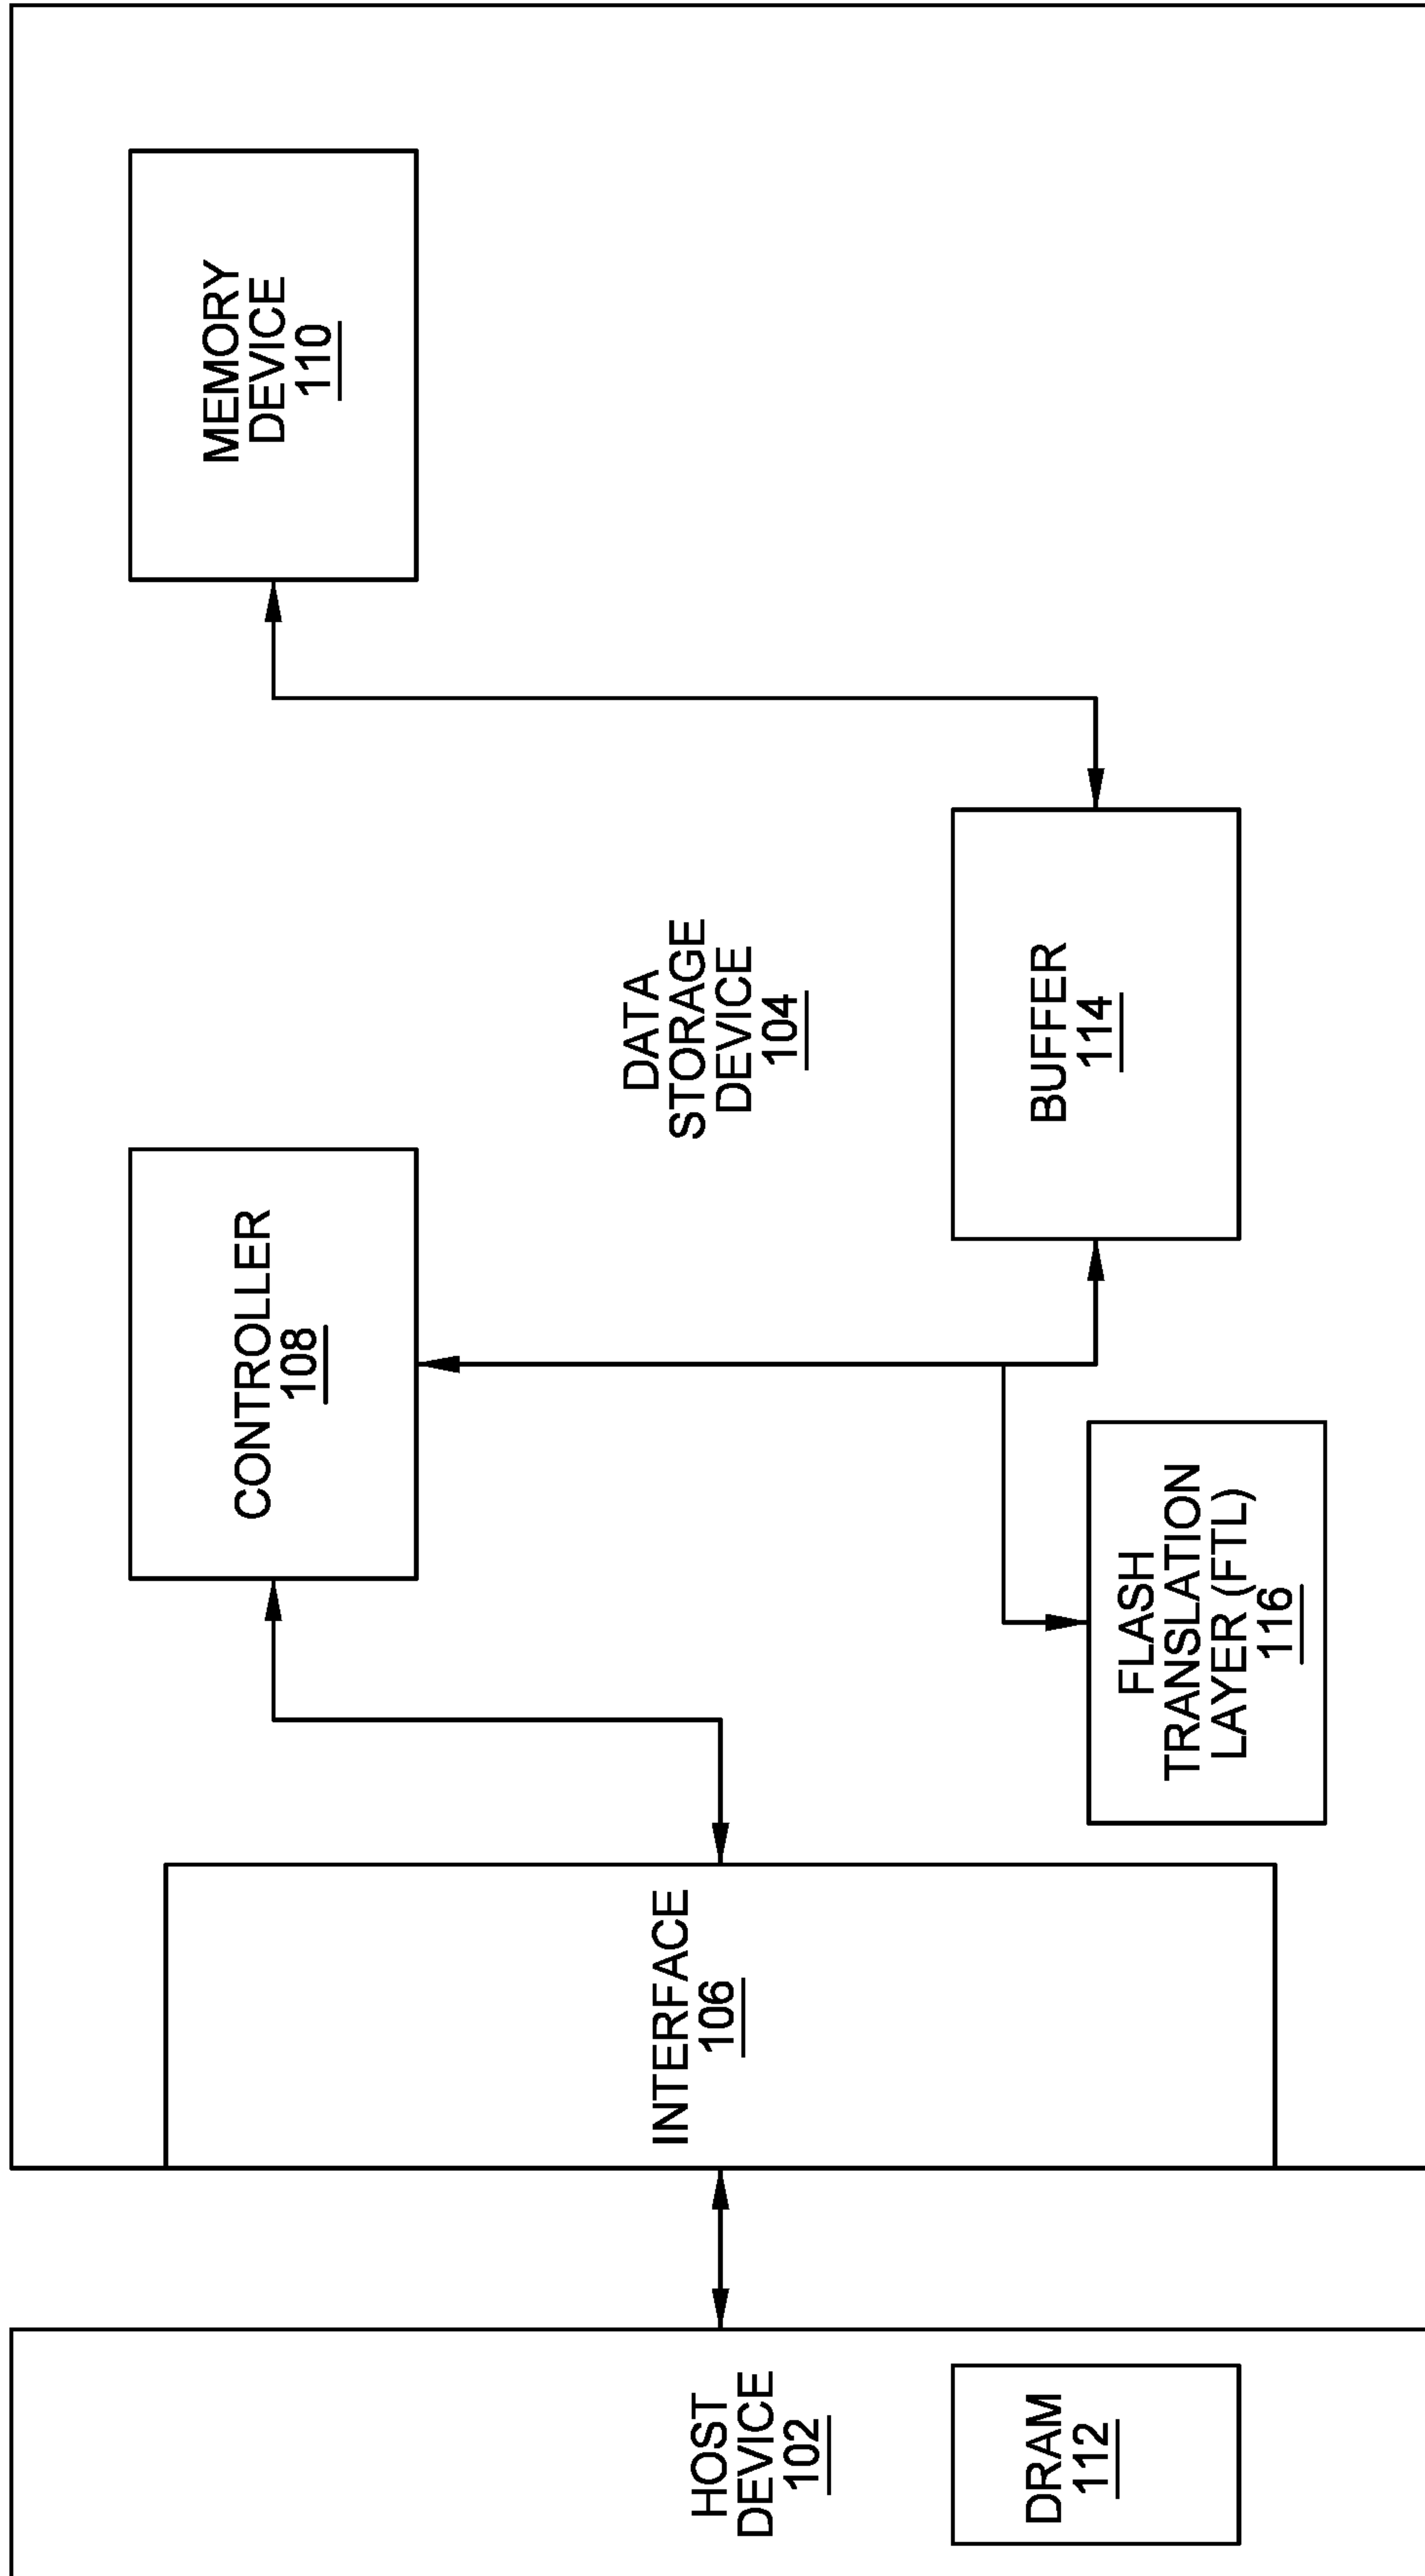 HOST
DEVICE
102
DRAM
112
INTERFACE
106
CONTROLLER
108
FLASH
TRANSLATION
LAYER (FTL)
116
DATA
STORAGE
DEVICE
104
BUFFER
114
MEMORY
DEVICE
110